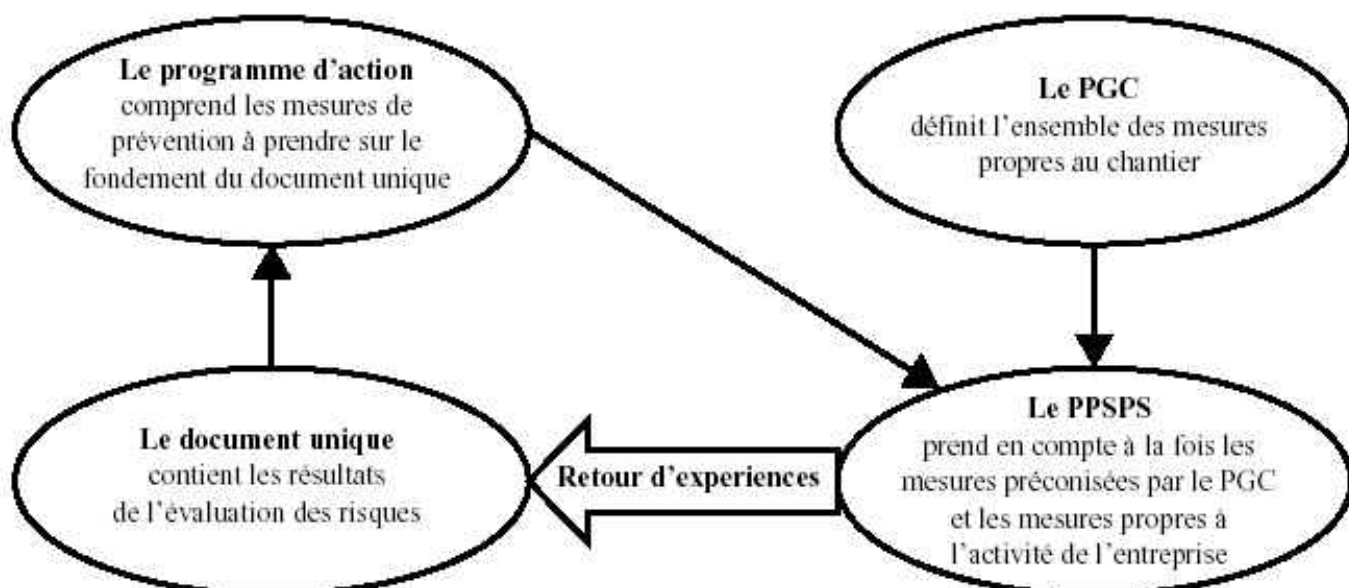 Le programme d'action
comprend les mesures de
prévention à prendre sur le
fondement du document unique
Le PGC
définit l'ensemble des mesures
propres au chantier
Le document unique
contient les résultats
de l'évaluation des risques
Retour d'experiences
Le PPSPS
prend en compte à la fois les
mesures préconisées par le PGC
et les mesures propres à
l'activité de l'entreprise